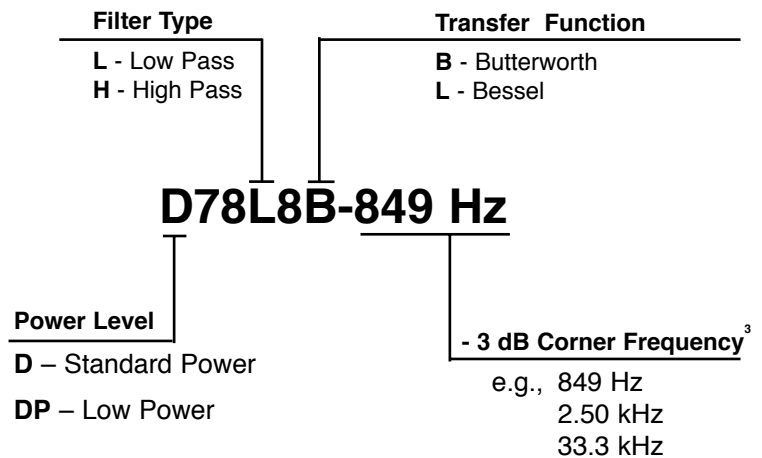 Filter Type
L - Low Pass
H - High Pass
Transfer Function
B - Butterworth
L - Bessel
D78L8B-849 Hz
Power Level
D – Standard Power
DP – Low Power
- 3 dB Corner Frequency3
e.g., 849 Hz
2.50 kHz
33.3 kHz